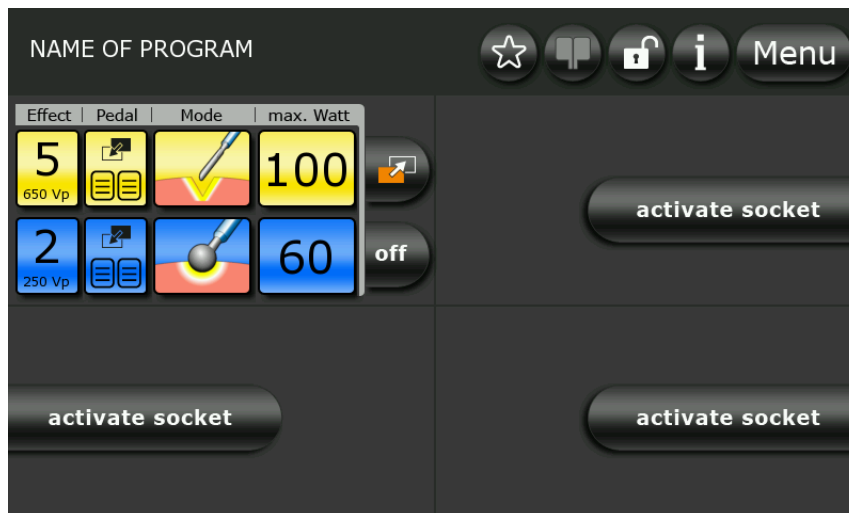 NAME OF PROGRAM
i
Menu
Effect | Pedal | Mode | max. Watt
5
650 Vp
100
2
250 Vp
60
off
activate socket
activate socket
activate socket